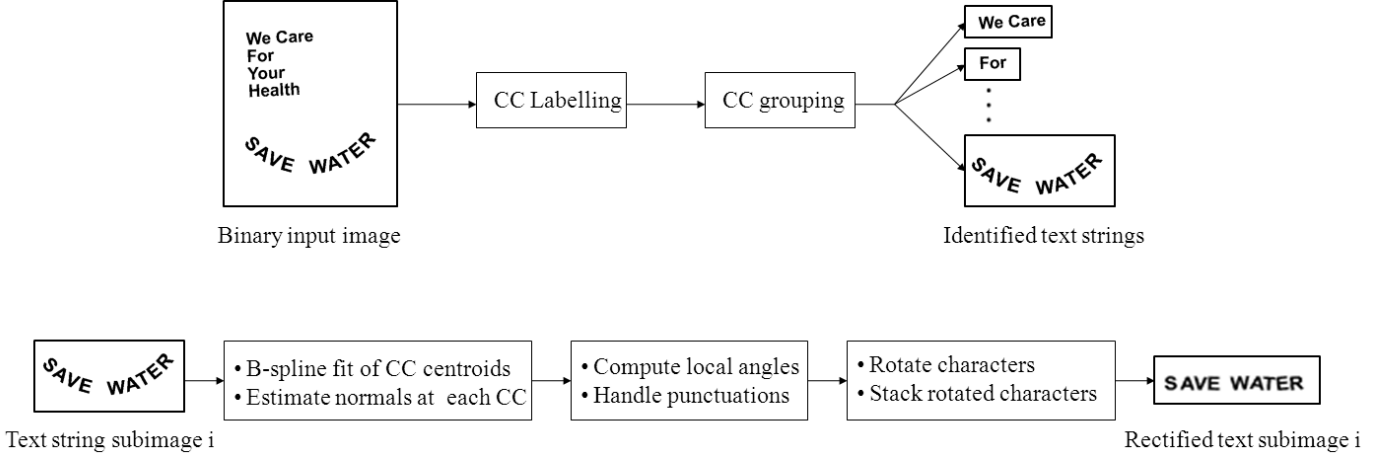 We Care
For
Your
Health
SAVE WATER
Binary input image
CC Labelling
CC grouping
We Care
For
SAVE WATER
Identified text strings
SAVE WATER
Text string subimage i
• B-spline fit of CC centroids
• Estimate normals at each CC
• Compute local angles
• Handle punctuations
• Rotate characters
• Stack rotated characters
SAVE WATER
Rectified text subimage i